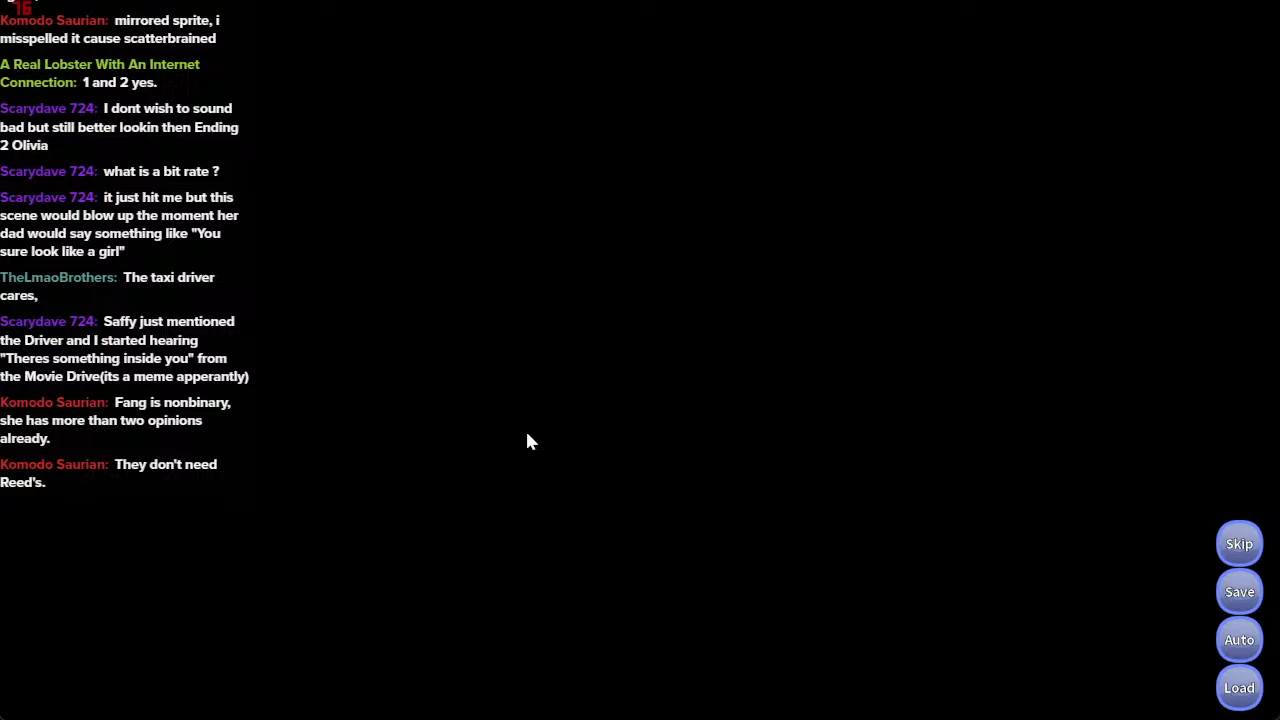 16
Komodo Saurian: mirrored sprite, i
misspelled it cause scatterbrained
A Real Lobster With An Internet
Connection: 1 and 2 yes.
Scarydave 724: I dont wish to sound
bad but still better lookin then Ending
2 Olivia
Scarydave 724: what is a bit rate ?
Scarydave 724: it just hit me but this
scene would blow up the moment her
dad would say something like "You
sure look like a girl"
TheLmaoBrothers: The taxi driver
cares,
Scarydave 724: Saffy just mentioned
the Driver and I started hearing
"Theres something inside you" from
the Movie Drive(its a meme apperantly)
Komodo Saurian: Fang is nonbinary,
she has more than two opinions
already.
Komodo Saurian: They don't need
Reed's.
Skip
Save
Auto
Load